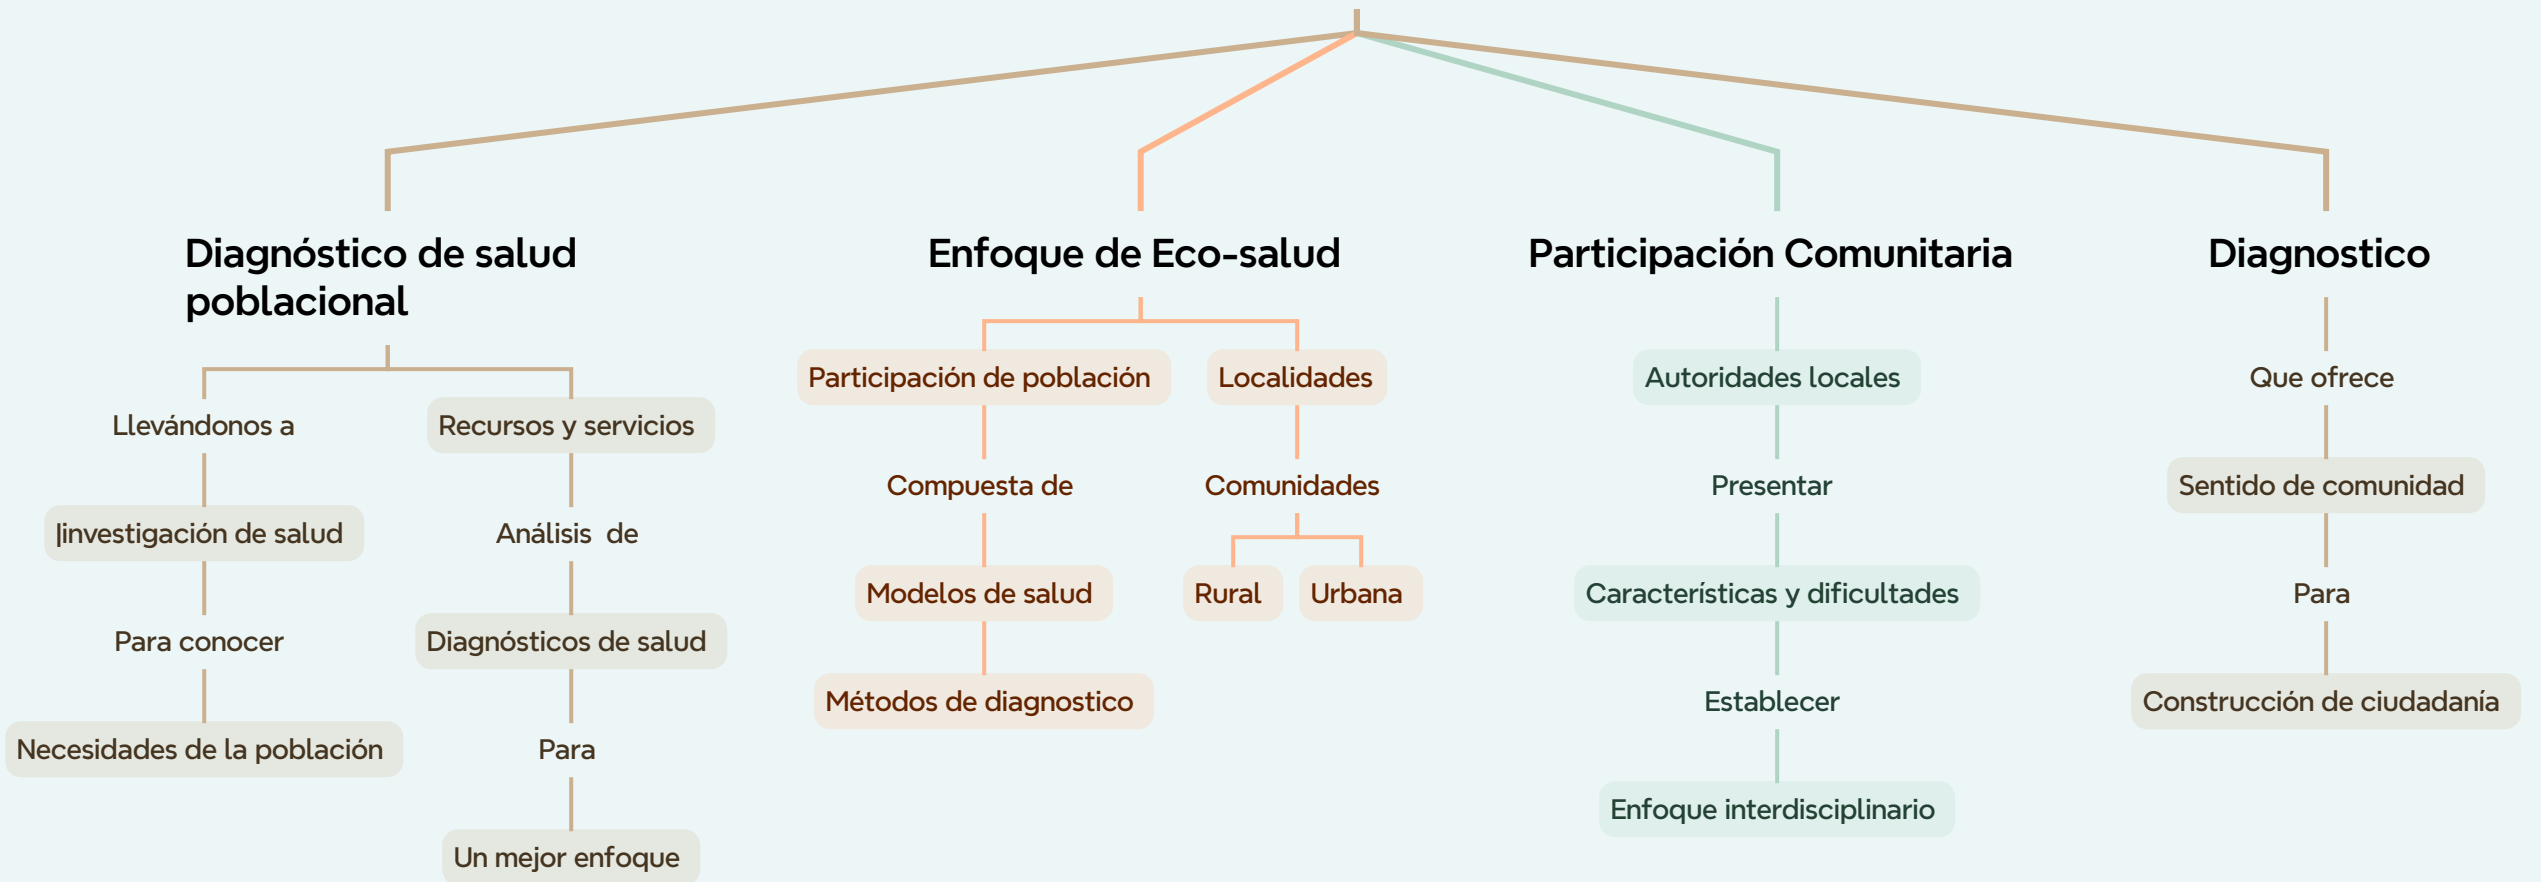 Diagnóstico de salud
poblacional
Llevándonos a
|investigación de salud
Para conocer
Necesidades de la población
Recursos y servicios
Análisis  de
Diagnósticos de salud
Para
Un mejor enfoque
Enfoque de Eco-salud
Participación de población
Compuesta de
Modelos de salud
Métodos de diagnostico
Localidades
Comunidades
Rural
Urbana
Participación Comunitaria
Autoridades locales
Presentar
Características y dificultades
Establecer
Enfoque interdisciplinario
Diagnostico
Que ofrece
Sentido de comunidad
Para
Construcción de ciudadanía